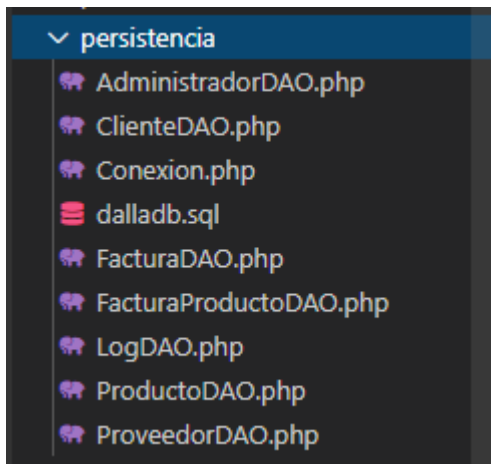 persistencia
AdministradorDAO.php
ClienteDAO.php
Conexion.php
dalladb.sql
FacturaDAO.php
FacturaProductoDAO.php
LogDAO.php
ProductoDAO.php
ProveedorDAO.php